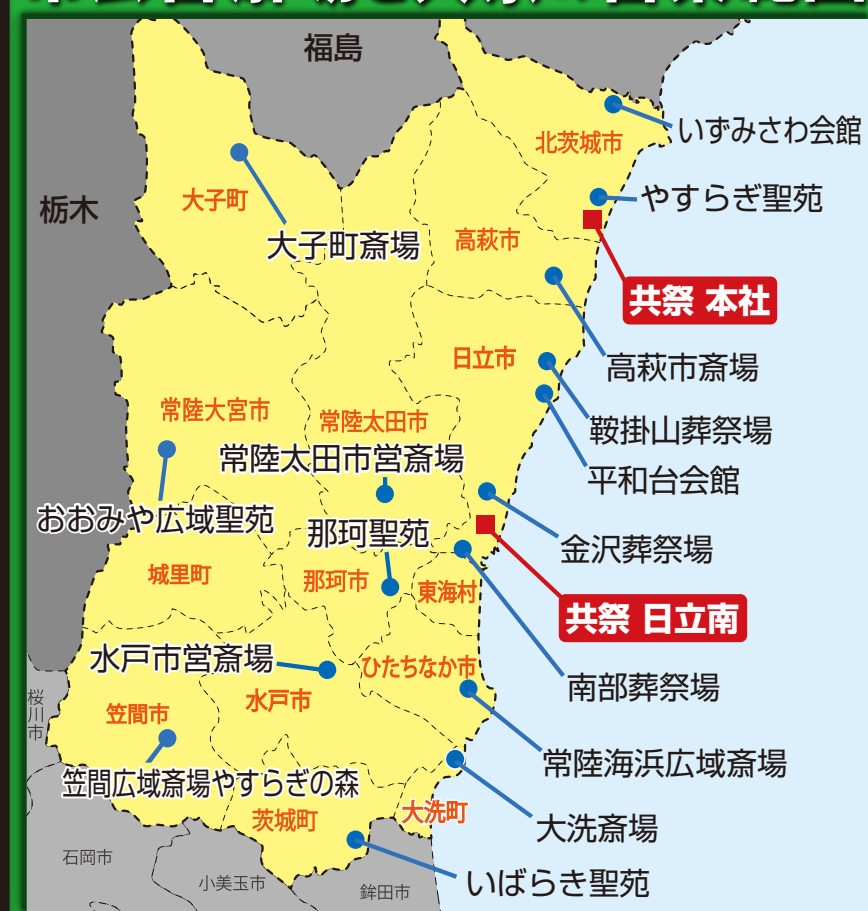 福島
いずみさわ会館
北茨城市
栃木
大子町
やすらぎ聖苑
大子町斎場
高萩市
共祭 本社
日立市
高萩市斎場
常陸大宮市
常陸太田市
鞍掛山葬祭場
常陸太田市営斎場
平和台会館
おおみや広域聖苑
那珂聖苑
金沢葬祭場
城里町
那珂市
東海村
共祭 日立南
水戸市営斎場
ひたちなか市
南部葬祭場
桜川市
笠間市
水戸市
常陸海浜広域斎場
笠間広域斎場やすらぎの森
茨城町
大洗町
大洗斎場
石岡市
小美玉市
鉾田市
いばらき聖苑